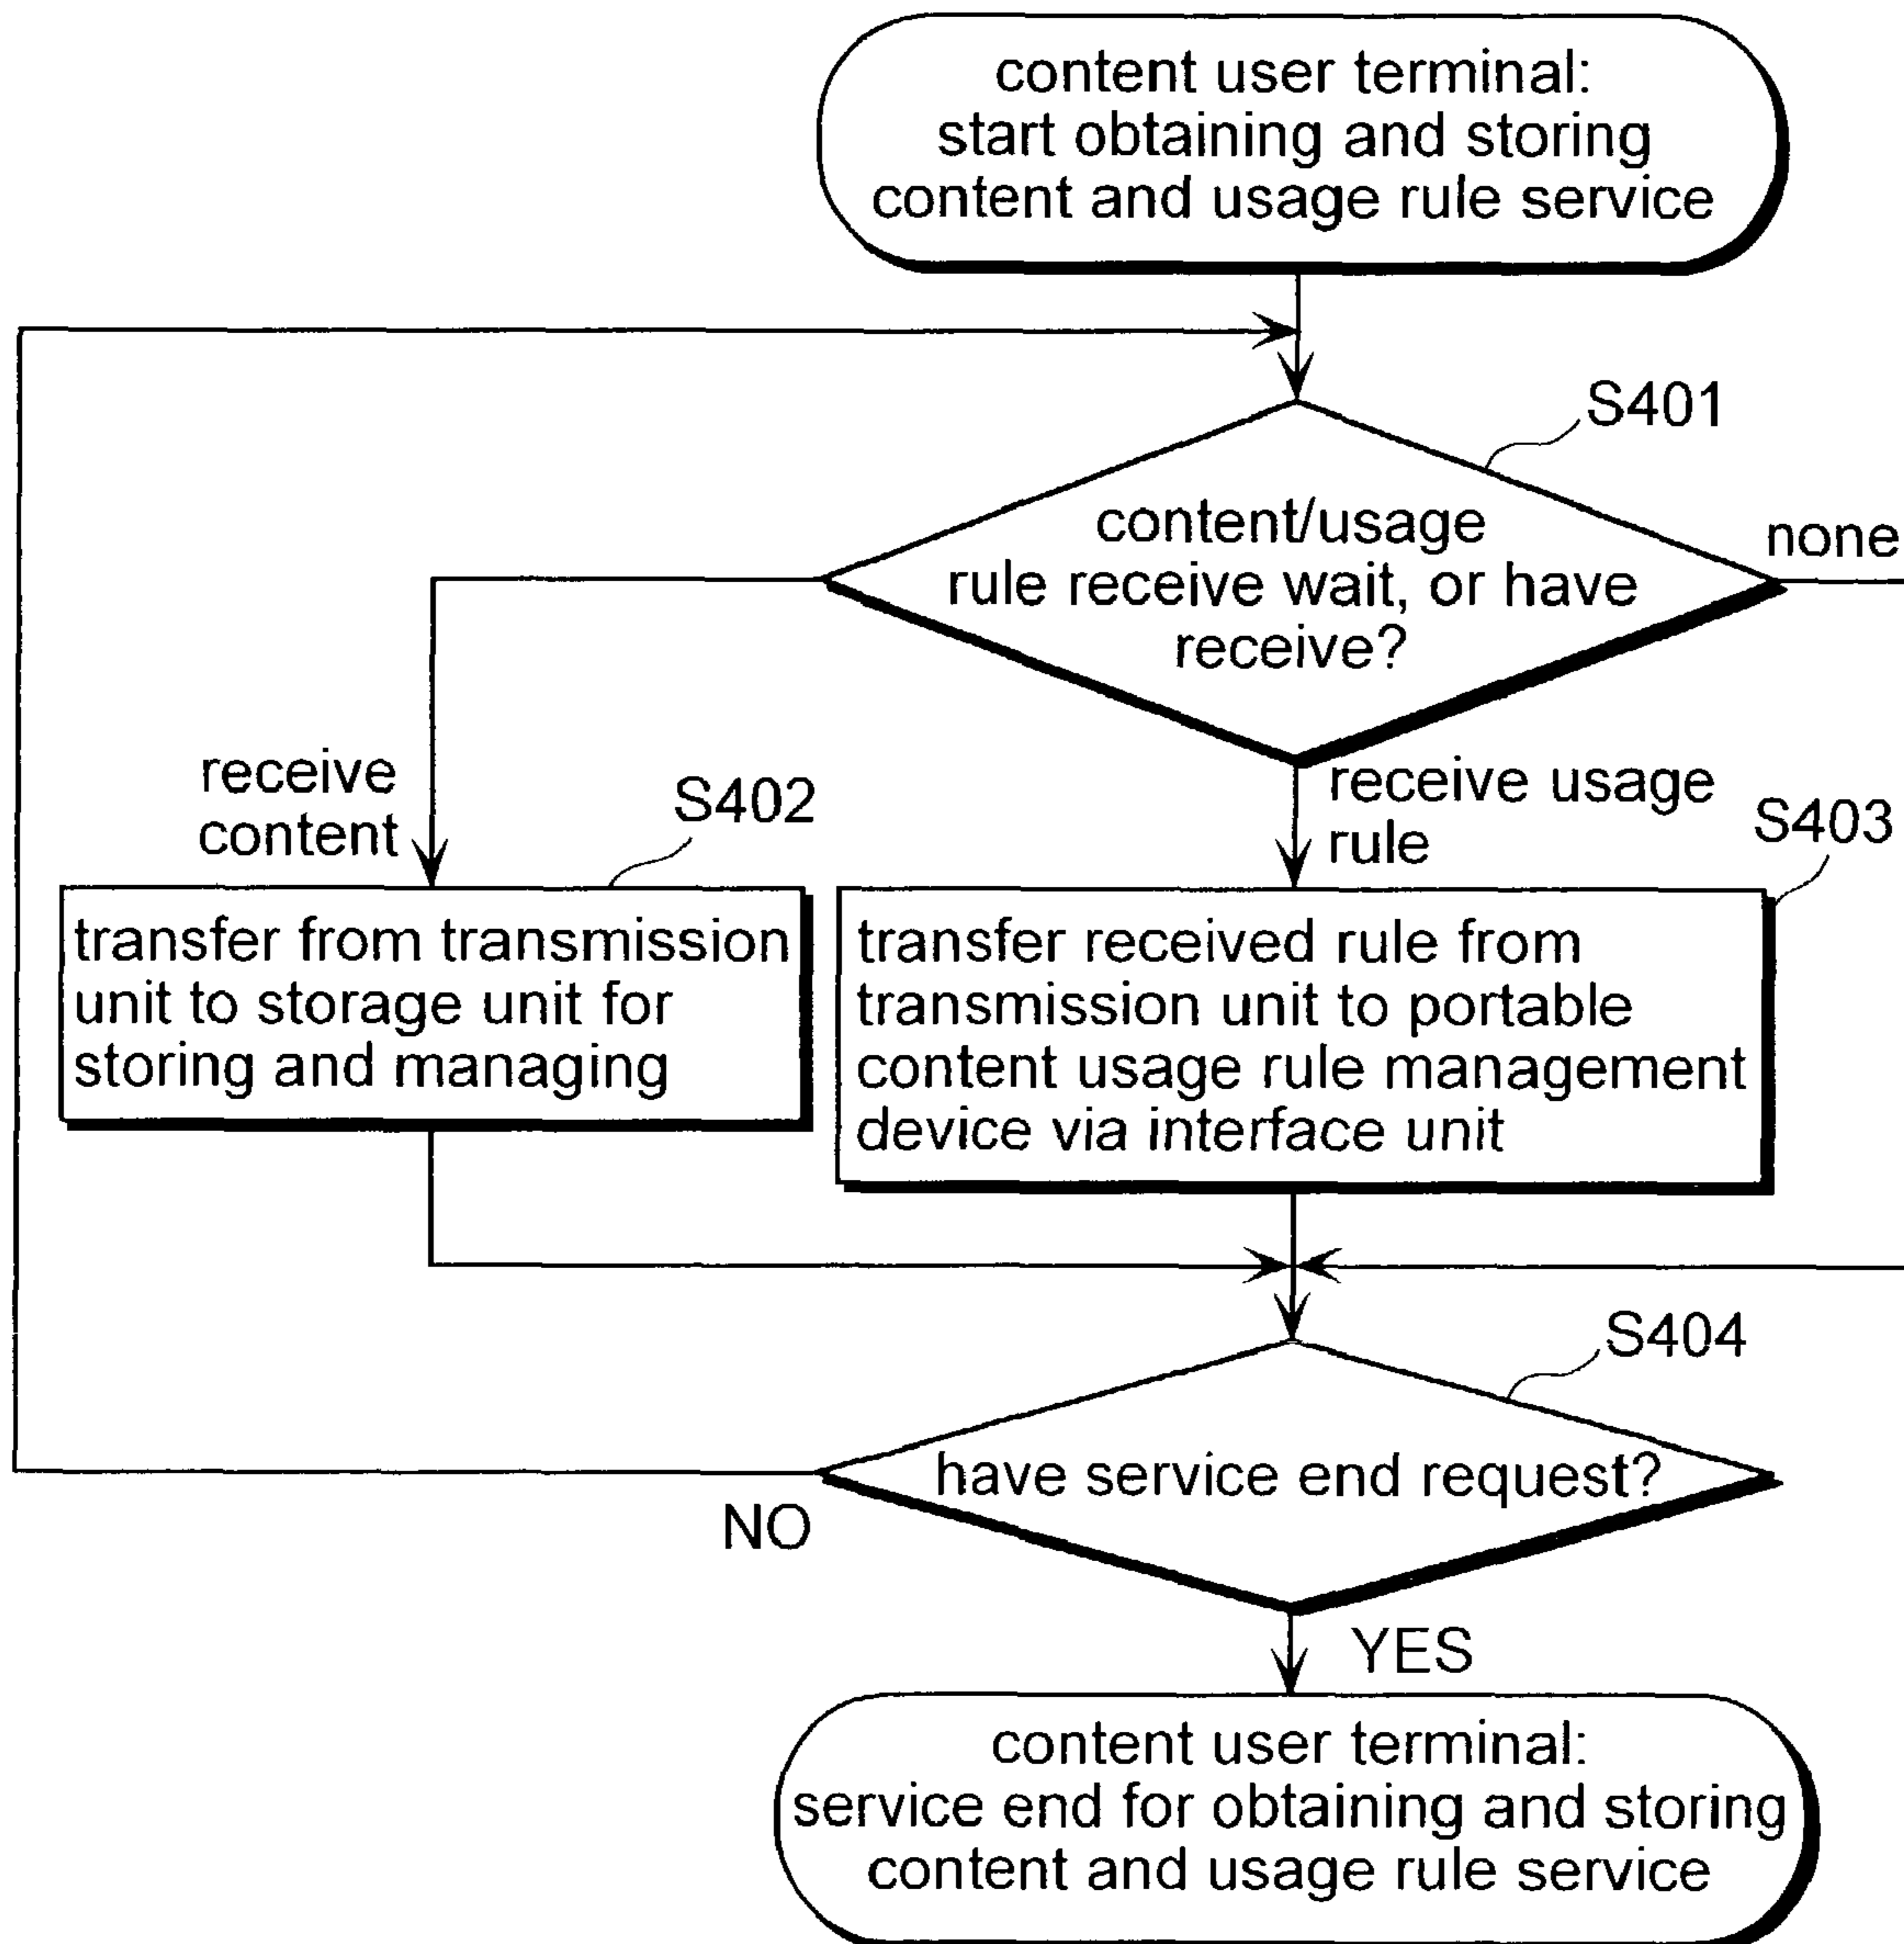 content user terminal:
start obtaining and storing
content and usage rule service
S401
content/usage
rule receive wait, or have
receive?
none
receive
content
S402
receive usage
rule
S403
transfer from transmission
unit to storage unit for
storing and managing
transfer received rule from
transmission unit to portable
content usage rule management
device via interface unit
S404
have service end request?
NO
YES
content user terminal:
service end for obtaining and storing
content and usage rule service